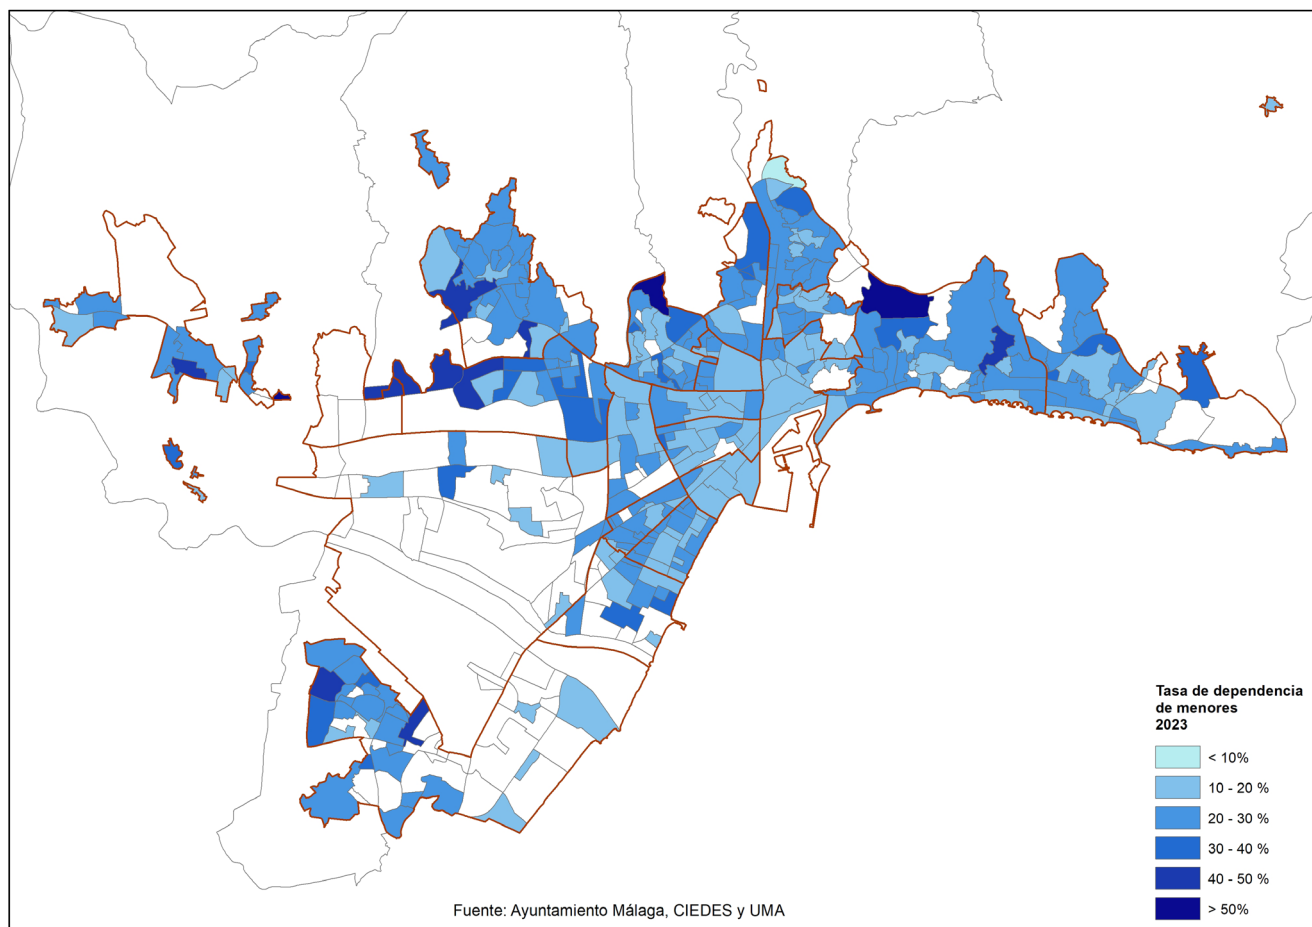 Tasa de dependencia
de menores
2023
< 10%
10 - 20 %
20 - 30 %
30 - 40 %
40 - 50 %
> 50%
Fuente: Ayuntamiento Málaga, CIEDES y UMA